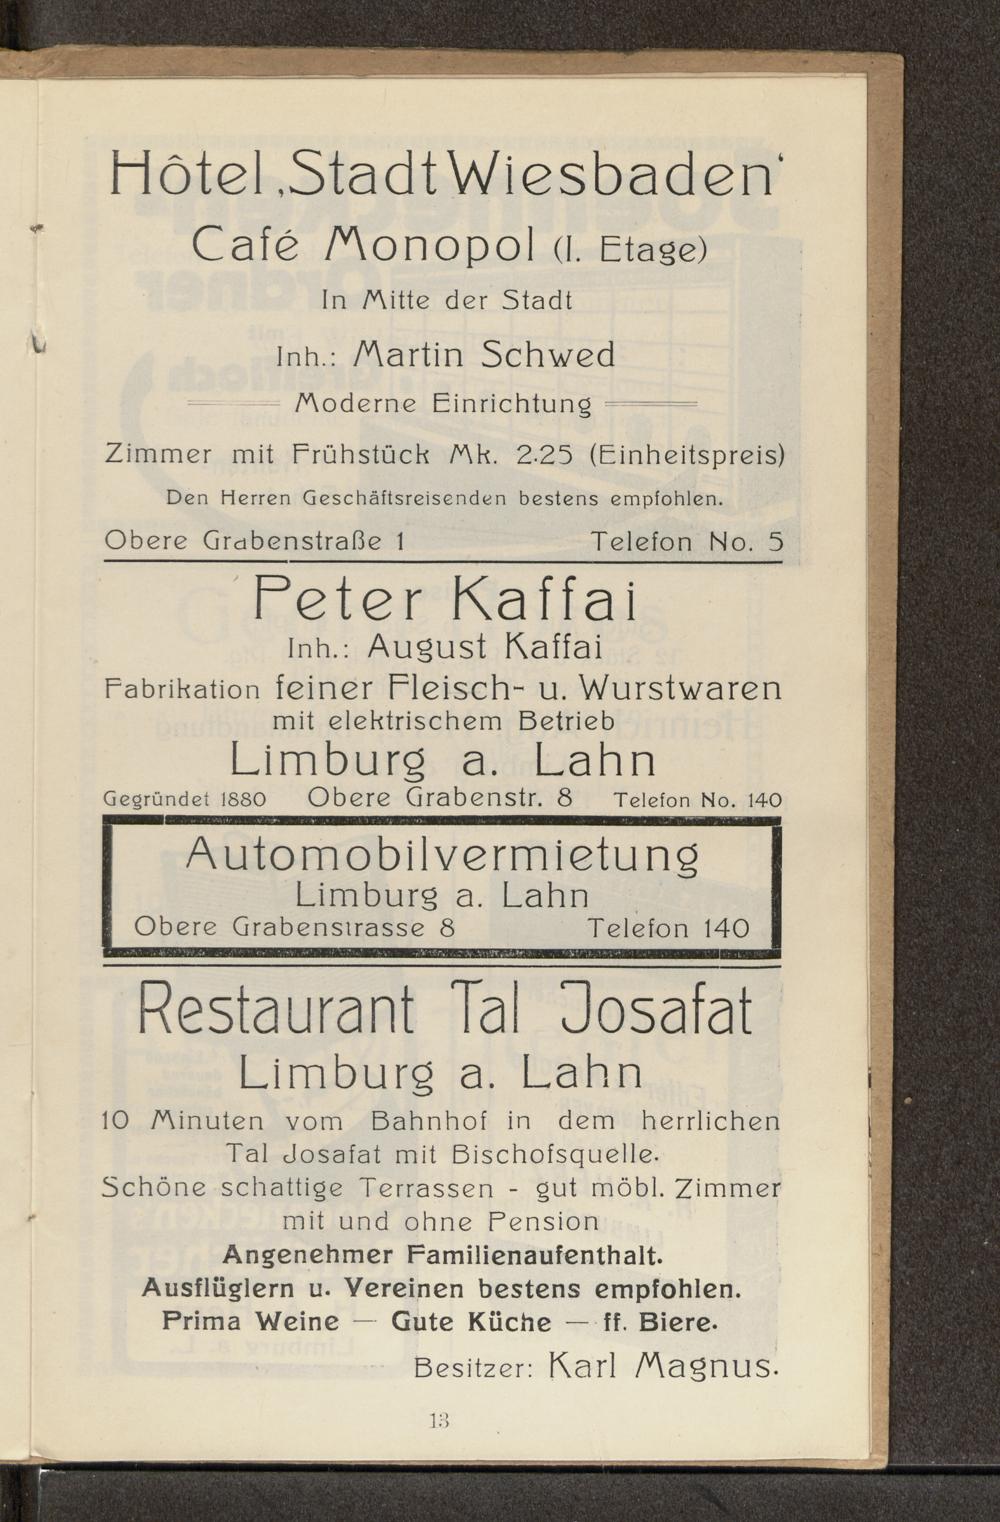 Hôtel ‚Stadt Wiesbaden‘
Café Monopol (I. Etage)
In Mitte der Stadt
Inh.: Martin Schwed
Moderne Einrichtung
Zimmer mit Frühstück Mk. 2.25 (Einheitspreis)
Den Herren Geschäftsreisenden bestens empfohlen.
Obere Grabenstraße 1 Telefon No. 5
Peter Kaffai
Inh.: August Kaffai
Fabrikation feiner Fleisch- u. Wurstwaren
mit elektrischem Betrieb
Limburg a. Lahn
Gegründet 1880 Obere Grabenstr. 8 Telefon No. 140
Automobilvermietung
Limburg a. Lahn
Obere Grabenstrasse 8 Telefon 140
Restaurant Tal Josafat
Limburg a. Lahn
10 Minuten vom Bahnhof in dem herrlichen
Tal Josafat mit Bischofsquelle.
Schöne schattige Terrassen - gut möbl. Zimmer
mit und ohne Pension
Angenehmer Familienaufenthalt.
Ausflüglern u. Vereinen bestens empfohlen.
Prima Weine — Gute Küche — ff. Biere.
Besitzer: Karl Magnus.
13